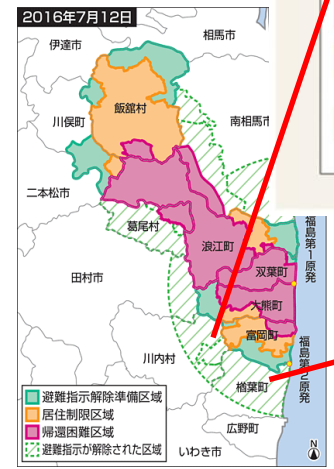 2016年7月12日
相馬市
伊達市
飯舘村
川俣町
南相馬市
二本松市
葛尾村
浪江町
福島第1原発
双葉町
大熊町
田村市
富岡町
川内村
福島第2原発
楢葉町
広野町
いわき市
避難指示解除準備区域
居住制限区域
帰還困難区域
避難指示が解除された区域
N